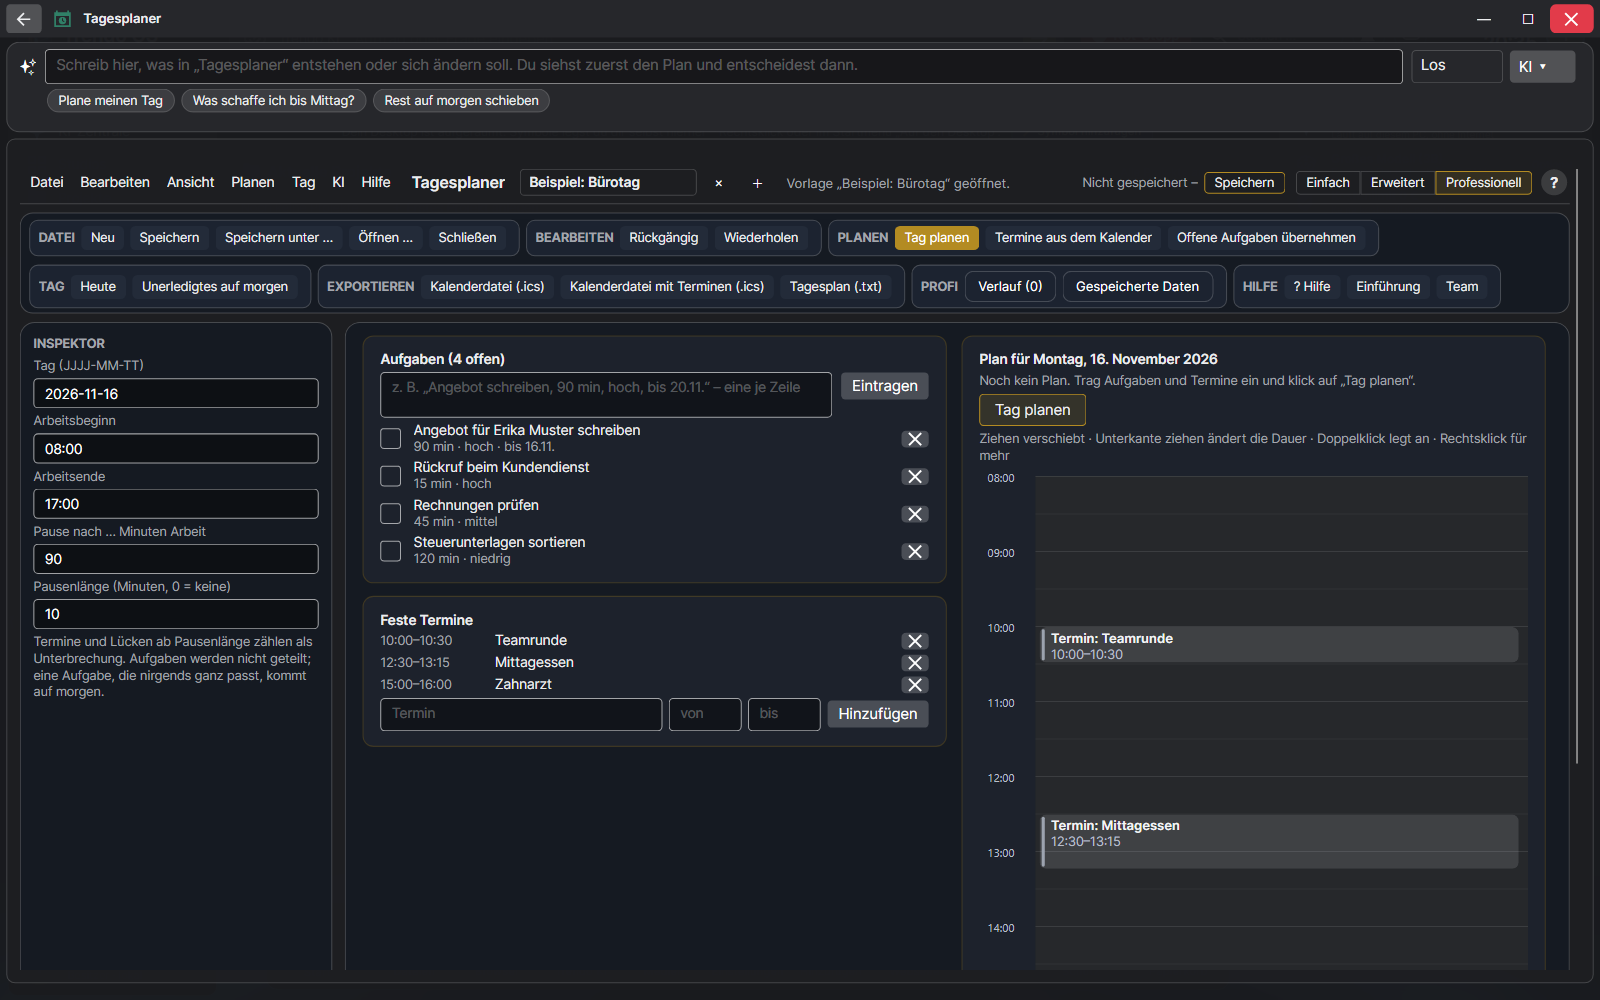 Tagesplaner
Schreib hier, was in „Tagesplaner“ entstehen oder sich ändern soll. Du siehst zuerst den Plan und entscheidest dann.
Los
KI
Plane meinen Tag
Was schaffe ich bis Mittag?
Rest auf morgen schieben
Datei Bearbeiten Ansicht Planen Tag KI Hilfe Tagesplaner Beispiel: Bürotag × + Vorlage „Beispiel: Bürotag“ geöffnet. Nicht gespeichert – Speichern Einfach Erweitert Professionell ?
DATEI Neu Speichern Speichern unter ... Öffnen ... Schließen
BEARBEITEN Rückgängig Wiederholen
PLANEN Tag planen Termine aus dem Kalender Offene Aufgaben übernehmen
TAG Heute Unerledigtes auf morgen
EXPORTIEREN Kalenderdatei (.ics) Kalenderdatei mit Terminen (.ics) Tagesplan (.txt)
PROFI Verlauf (0) Gespeicherte Daten
HILFE ? Hilfe Einführung Team
INSPEKTOR
Tag (JJJJ-MM-TT)
2026-11-16
Arbeitsbeginn
08:00
Arbeitsende
17:00
Pause nach ... Minuten Arbeit
90
Pausenlänge (Minuten, 0 = keine)
10
Termine und Lücken ab Pausenlänge zählen als
Unterbrechung. Aufgaben werden nicht geteilt;
eine Aufgabe, die nirgends ganz passt, kommt
auf morgen.
Aufgaben (4 offen)
z. B. „Angebot schreiben, 90 min, hoch, bis 20.11.“ – eine je Zeile
Eintragen
Angebot für Erika Muster schreiben
90 min · hoch · bis 16.11.
Rückruf beim Kundendienst
15 min · hoch
Rechnungen prüfen
45 min · mittel
Steuerunterlagen sortieren
120 min · niedrig
Feste Termine
10:00–10:30 Teamrunde
12:30–13:15 Mittagessen
15:00–16:00 Zahnarzt
Termin von bis Hinzufügen
Plan für Montag, 16. November 2026
Noch kein Plan. Trag Aufgaben und Termine ein und klick auf „Tag planen“.
Tag planen
Ziehen verschiebt · Unterkante ziehen ändert die Dauer · Doppelklick legt an · Rechtsklick für
mehr
08:00
09:00
10:00
Termin: Teamrunde
10:00–10:30
11:00
12:00
Termin: Mittagessen
12:30–13:15
13:00
14:00